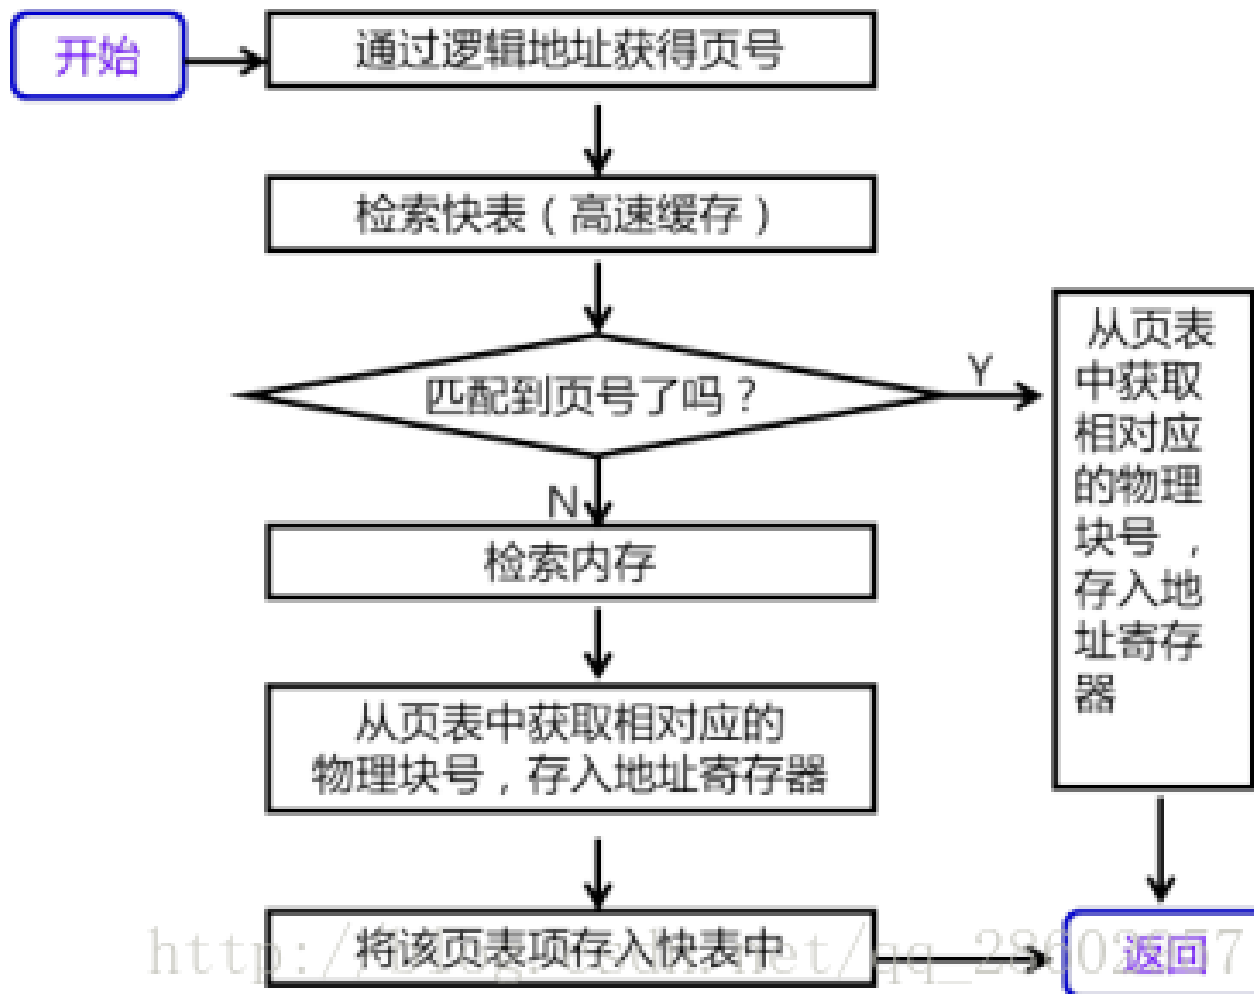 开始
通过逻辑地址获得页号
检索快表（高速缓存）
匹配到页号了吗？
Y
N
从页表
中获取
相对应
的物理
块号，
存入地
址寄存
器
检索内存
从页表中获取相对应的
物理块号，存入地址寄存器
将该页表项存入快表中
返回